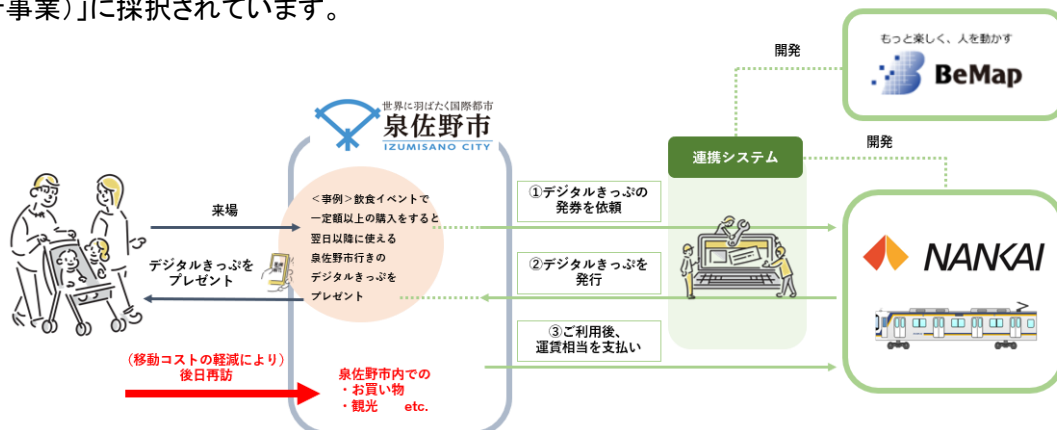 事業）」に採択されています。
もっと楽しく、人を動かす
BeMap
開発
世界に羽ばたく国際都市
泉佐野市
IZUMISANO CITY
連携システム
開発
来場
＜事例＞飲食イベントで
一定額以上の購入をすると
翌日以降に使える
泉佐野市行きの
デジタルきっぷを
プレゼント
①デジタルきっぷの
発券を依頼
デジタルきっぷを
プレゼント
②デジタルきっぷを
発行
NANKAI
③ご利用後、
運賃相当を支払い
（移動コストの軽減により）
後日再訪
泉佐野市内での
・お買い物
・観光　etc.